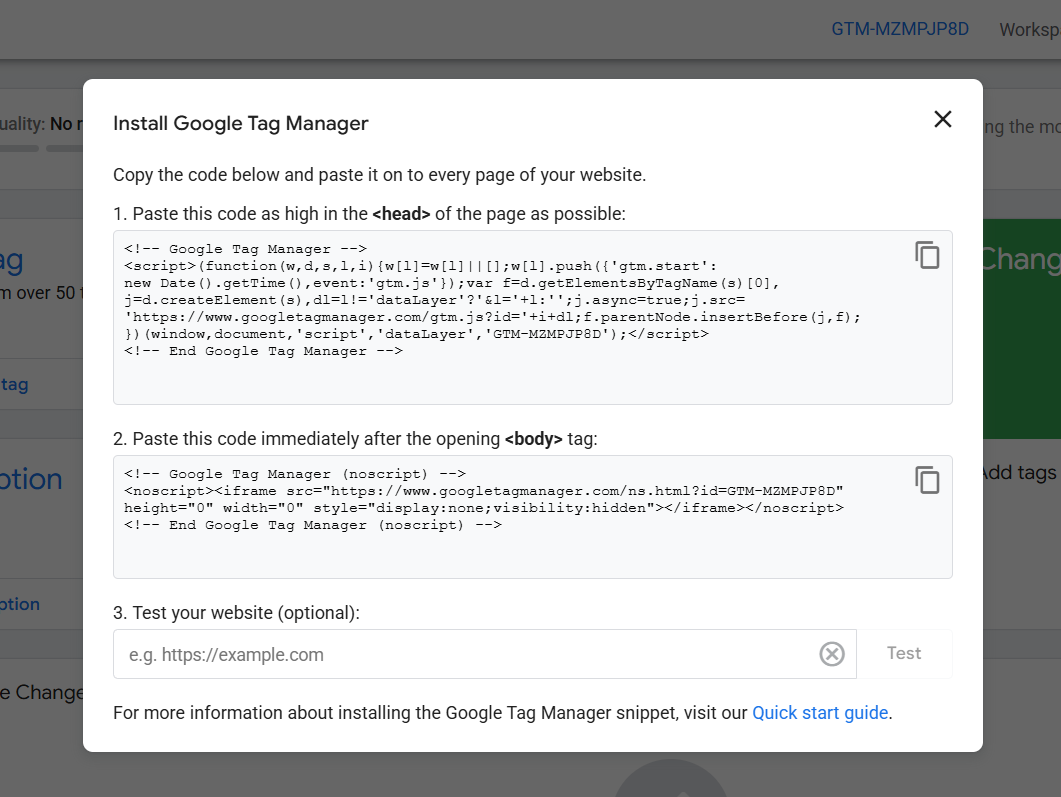 GTM-MZMPJP8D
uality: No
Install Google Tag Manager
Copy the code below and paste it on to every page of your website.
1. Paste this code as high in the <head> of the page as possible:
<!-- Google Tag Manager -->
<script>(function(w,d,s,l,i){w[l]=w[l]||[];w[l].push({'gtm.start':
new Date().getTime(),event:'gtm.js'});var f=d.getElementsByTagName(s)[0],
j=d.createElement(s),dl=l!='dataLayer'?'&l='+l:'';j.async=true;j.src=
'https://www.googletagmanager.com/gtm.js?id='+i+dl;f.parentNode.insertBefore(j,f);
})(window,document,'script','dataLayer','GTM-MZMPJP8D');</script>
<!-- End Google Tag Manager -->
2. Paste this code immediately after the opening <body> tag:
<!-- Google Tag Manager (noscript) -->
<noscript><iframe src="https://www.googletagmanager.com/ns.html?id=GTM-MZMPJP8D"
height="0" width="0" style="display:none;visibility:hidden"></iframe></noscript>
<!-- End Google Tag Manager (noscript) -->
3. Test your website (optional):
e.g. https://example.com
Test
For more information about installing the Google Tag Manager snippet, visit our Quick start guide.
ng the mo
ag
m over 50
tag
ption
ption
e Change
Chang
Add tags
Worksp